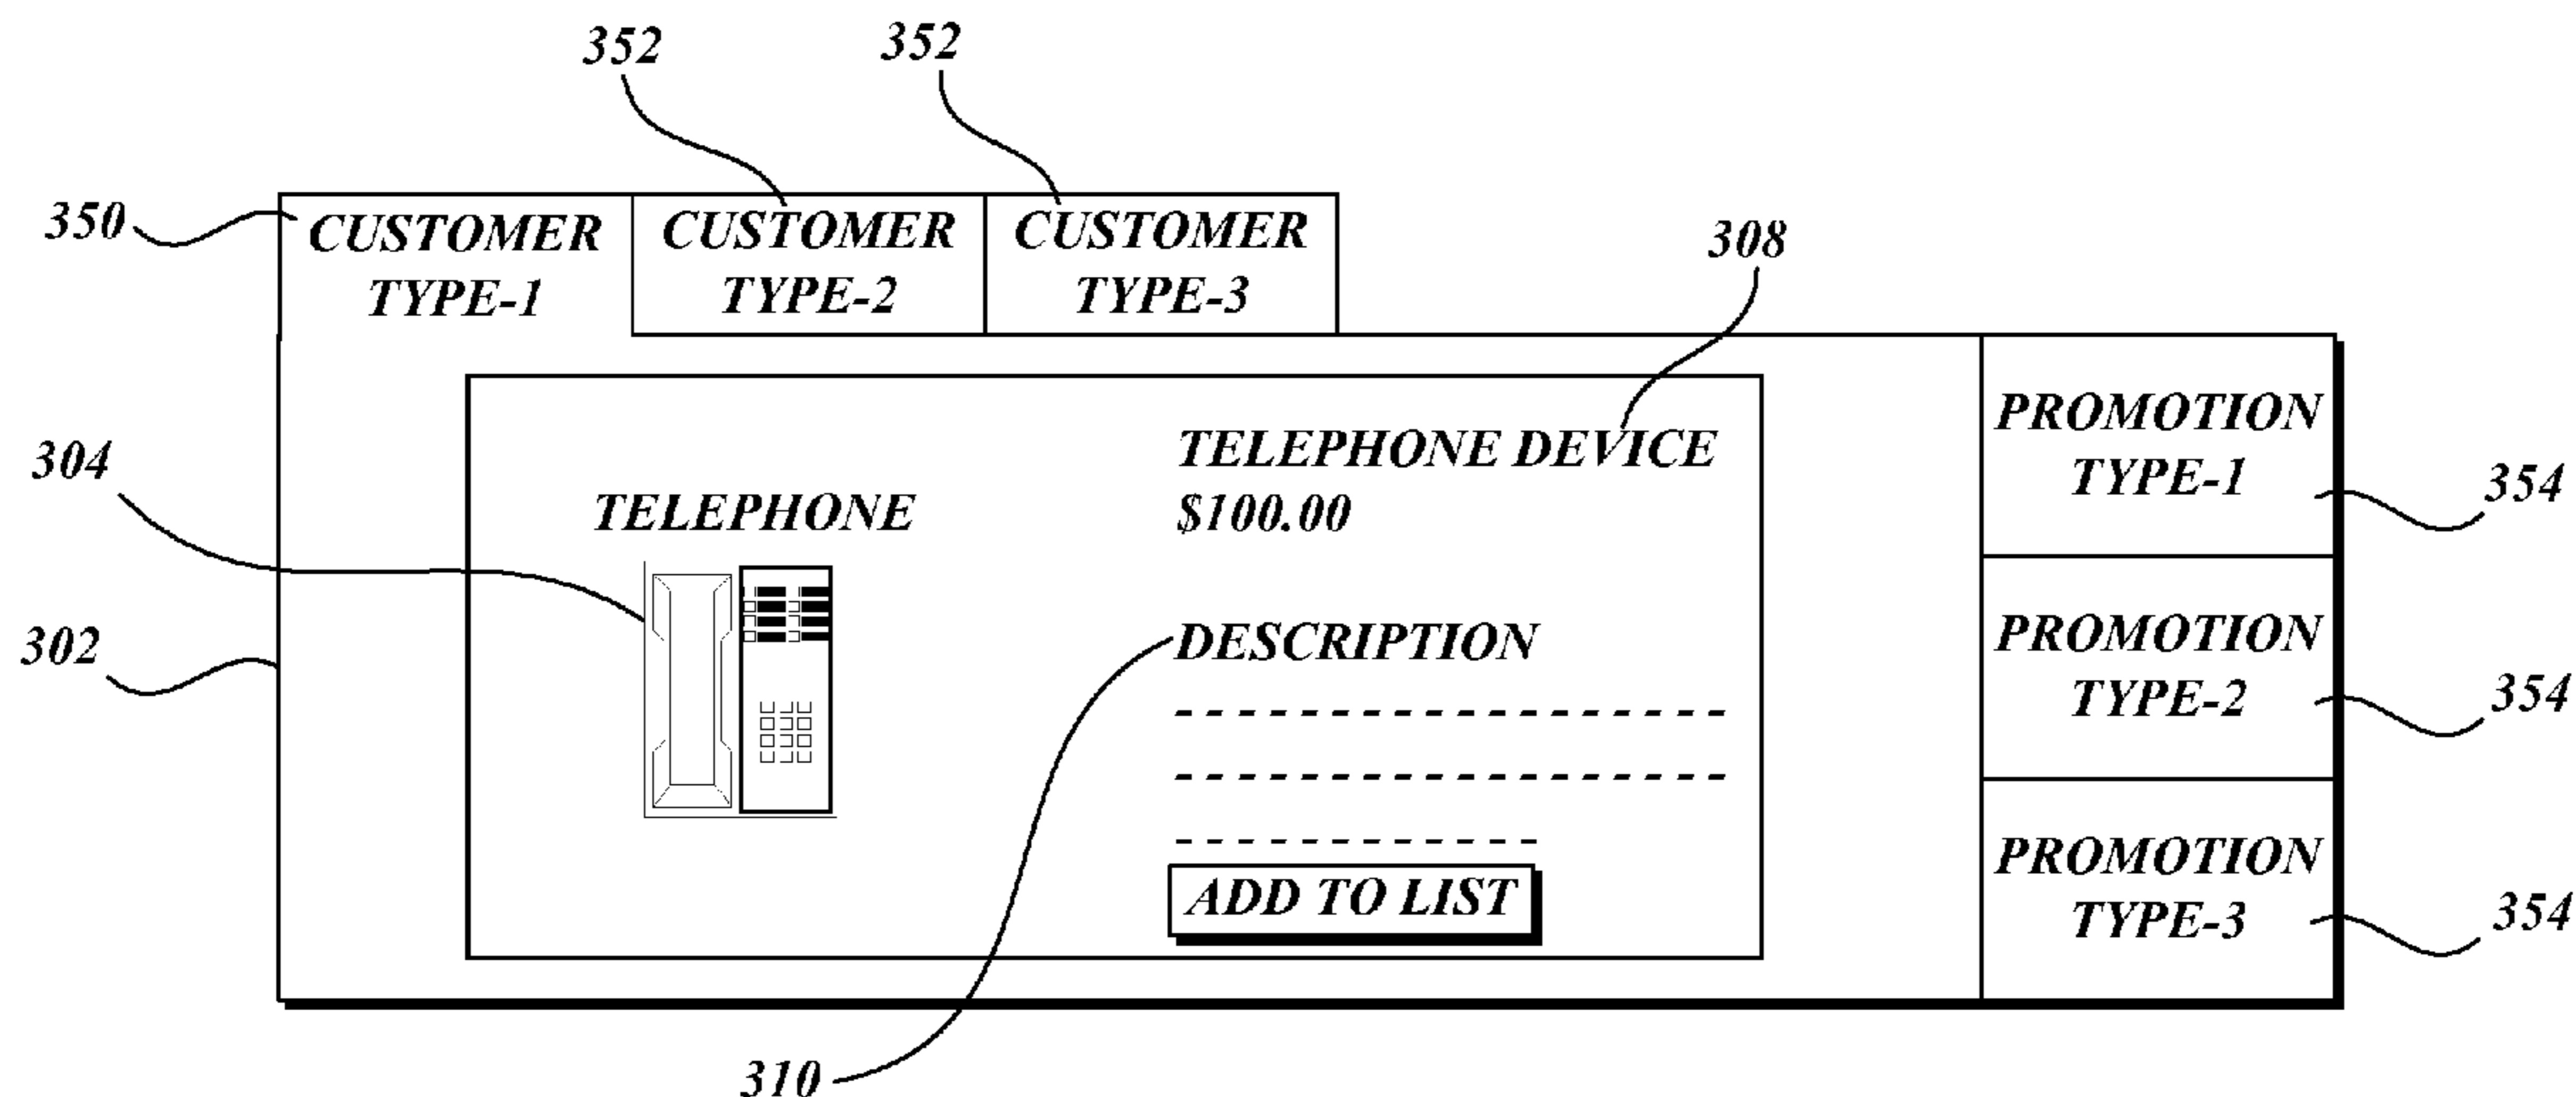 352
352
350
CUSTOMER
TYPE-1
CUSTOMER
TYPE-2
CUSTOMER
TYPE-3
308
304
302
TELEPHONE
TELEPHONE DEVICE
$100.00
DESCRIPTION
ADD TO LIST
310
PROMOTION
TYPE-1
354
PROMOTION
TYPE-2
354
PROMOTION
TYPE-3
354